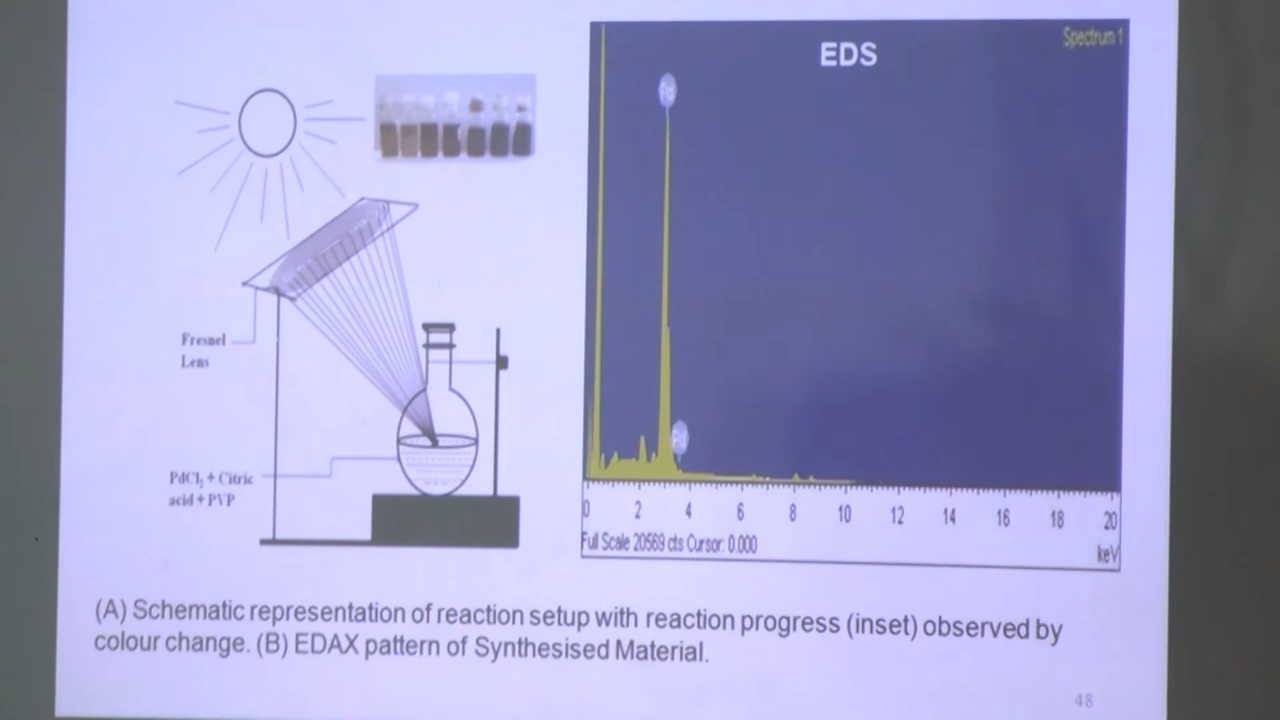 EDS
Spectrum 1
Pd
Pd
Fresnel
Lens
PdCl₂ + Citric
acid + PVP
0 2 4 6 8 10 12 14 16 18 20
Full Scale 20569 cts Cursor: 0.000
keV
(A) Schematic representation of reaction setup with reaction progress (inset) observed by
colour change. (B) EDAX pattern of Synthesised Material.
48